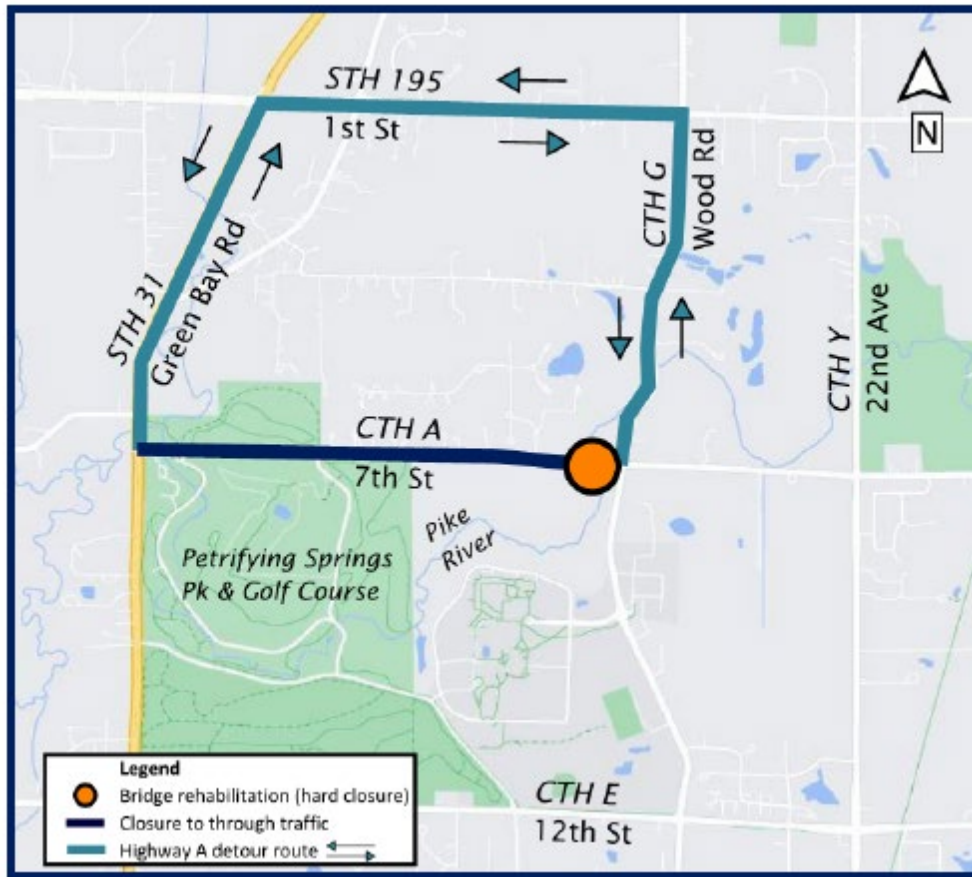 STH 195
1st St
N
CTH G
Wood Rd
STH 31
Green Bay Rd
CTH Y
22nd Ave
CTH A
7th St
Pike
River
Petrifying Springs
Pk & Golf Course
CTH E
12th St
Legend
Bridge rehabilitation (hard closure)
Closure to through traffic
Highway A detour route